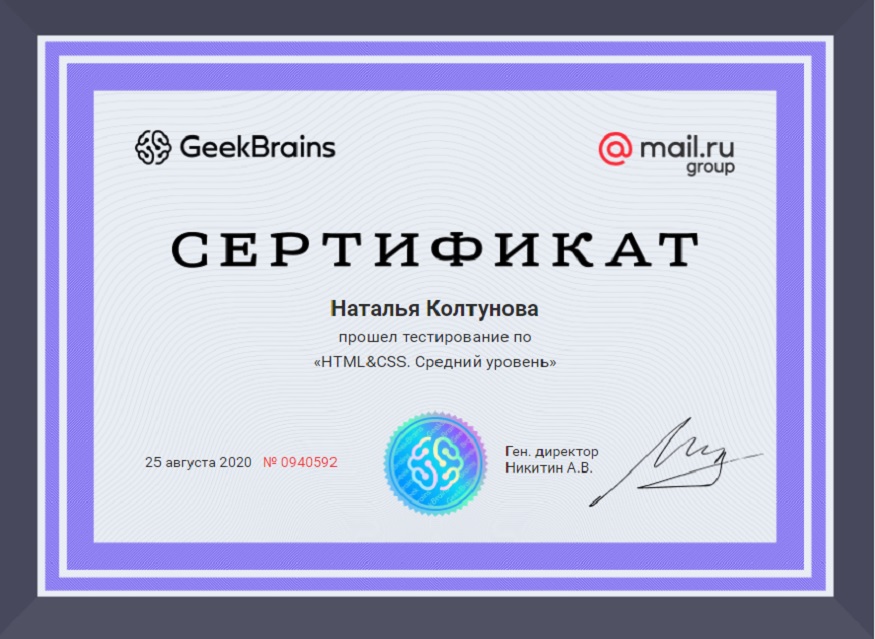 GeekBrains
@mail.ru
group
СЕРТИФИКАТ
Наталья Колтунова
прошел тестирование по
«HTML&CSS. Средний уровень»
25 августа 2020 № 0940592
Ген. директор
Никитин А.В.